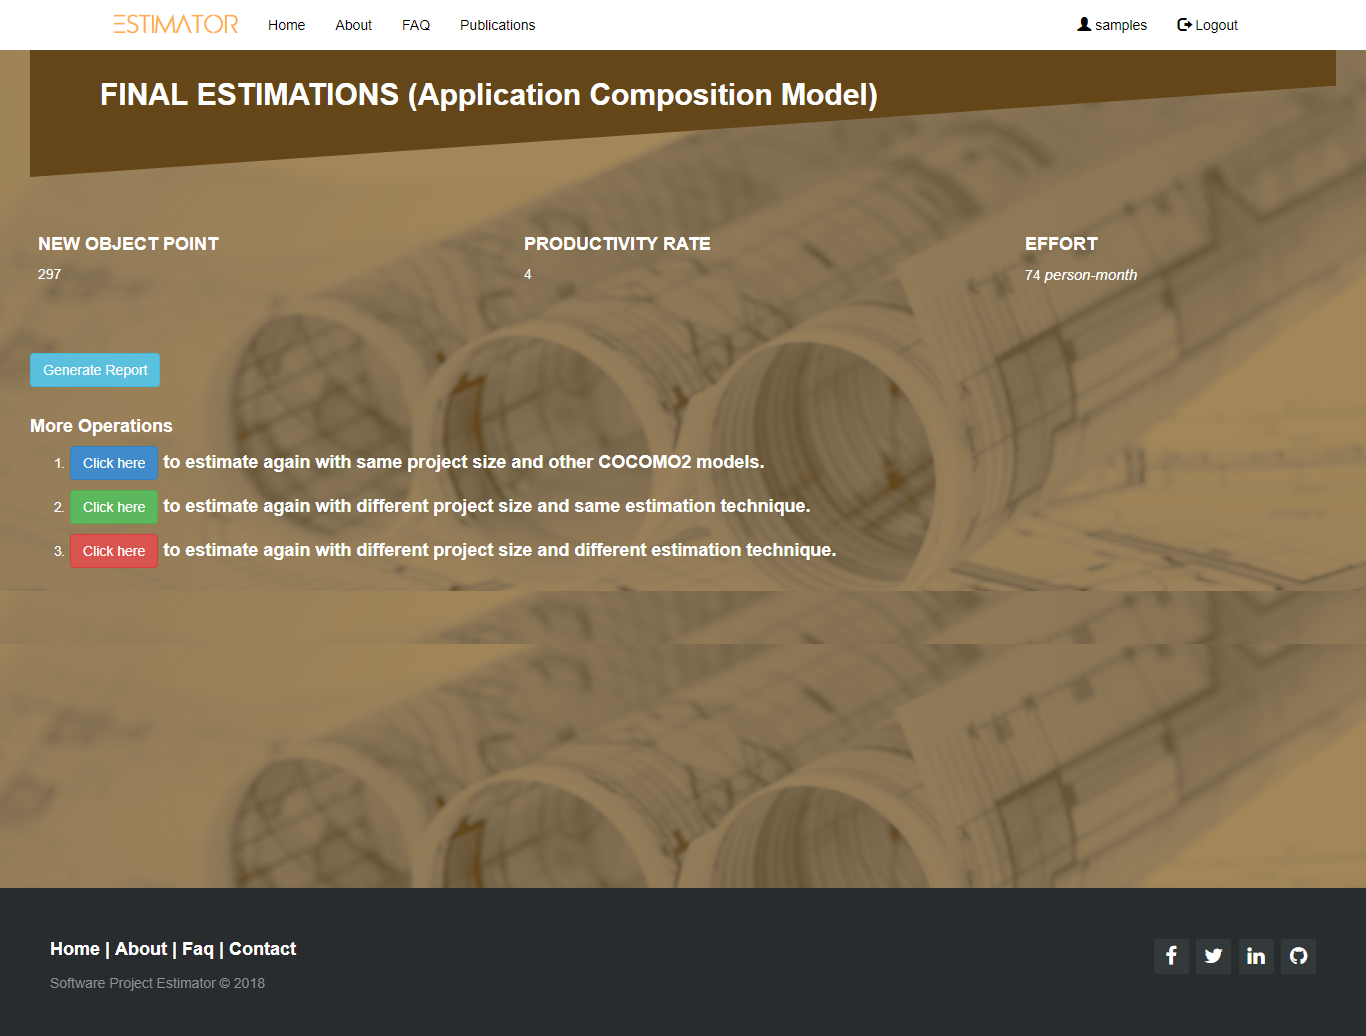 ESTIMATOR Home About FAQ Publications samples Logout
FINAL ESTIMATIONS (Application Composition Model)
NEW OBJECT POINT PRODUCTIVITY RATE EFFORT
297 4 74 person-month
Generate Report
More Operations
1. Click here to estimate again with same project size and other COCOMO2 models.
2. Click here to estimate again with different project size and same estimation technique.
3. Click here to estimate again with different project size and different estimation technique.
Home | About | Faq | Contact
Software Project Estimator © 2018